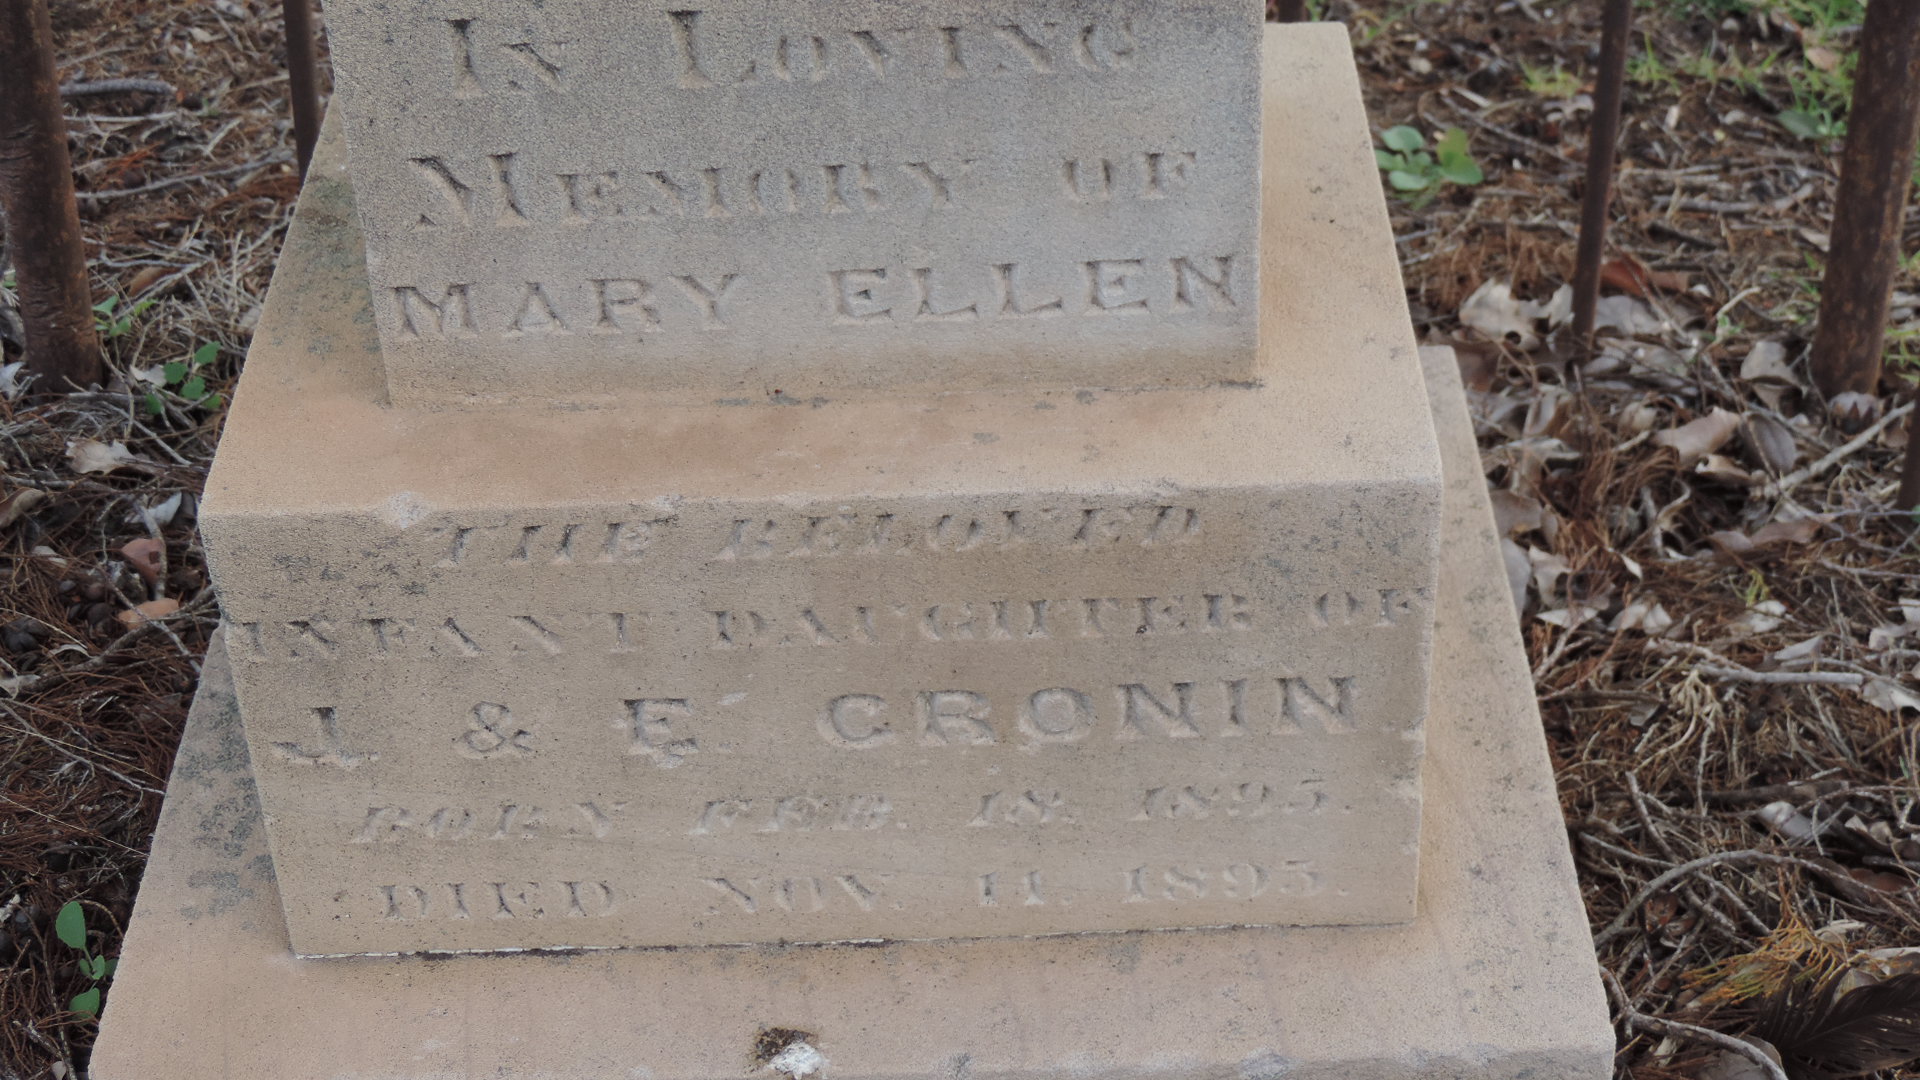 IN LOVING
MEMORY OF
MARY ELLEN
THE BELOVED
INFANT DAUGHTER OF
J. & E. CRONIN,
BORN FEB. 18. 1895.
DIED NOV. 11. 1895.